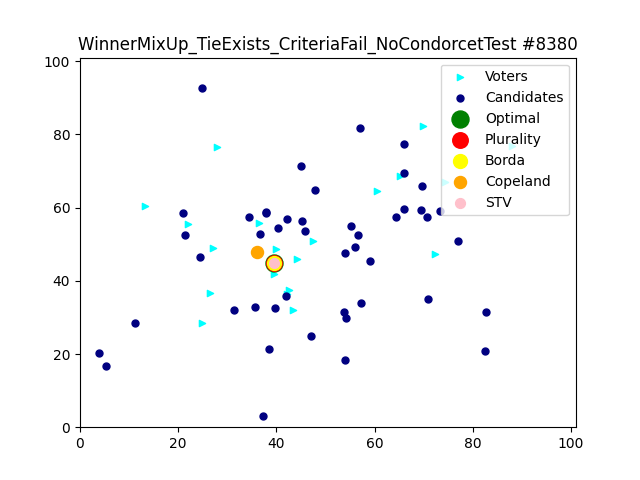 WinnerMixUp_TieExists_CriteriaFail_NoCondorcetTest #8380
100
80
60
40
20
0
0 20 40 60 80 100
Voters
Candidates
Optimal
Plurality
Borda
Copeland
STV